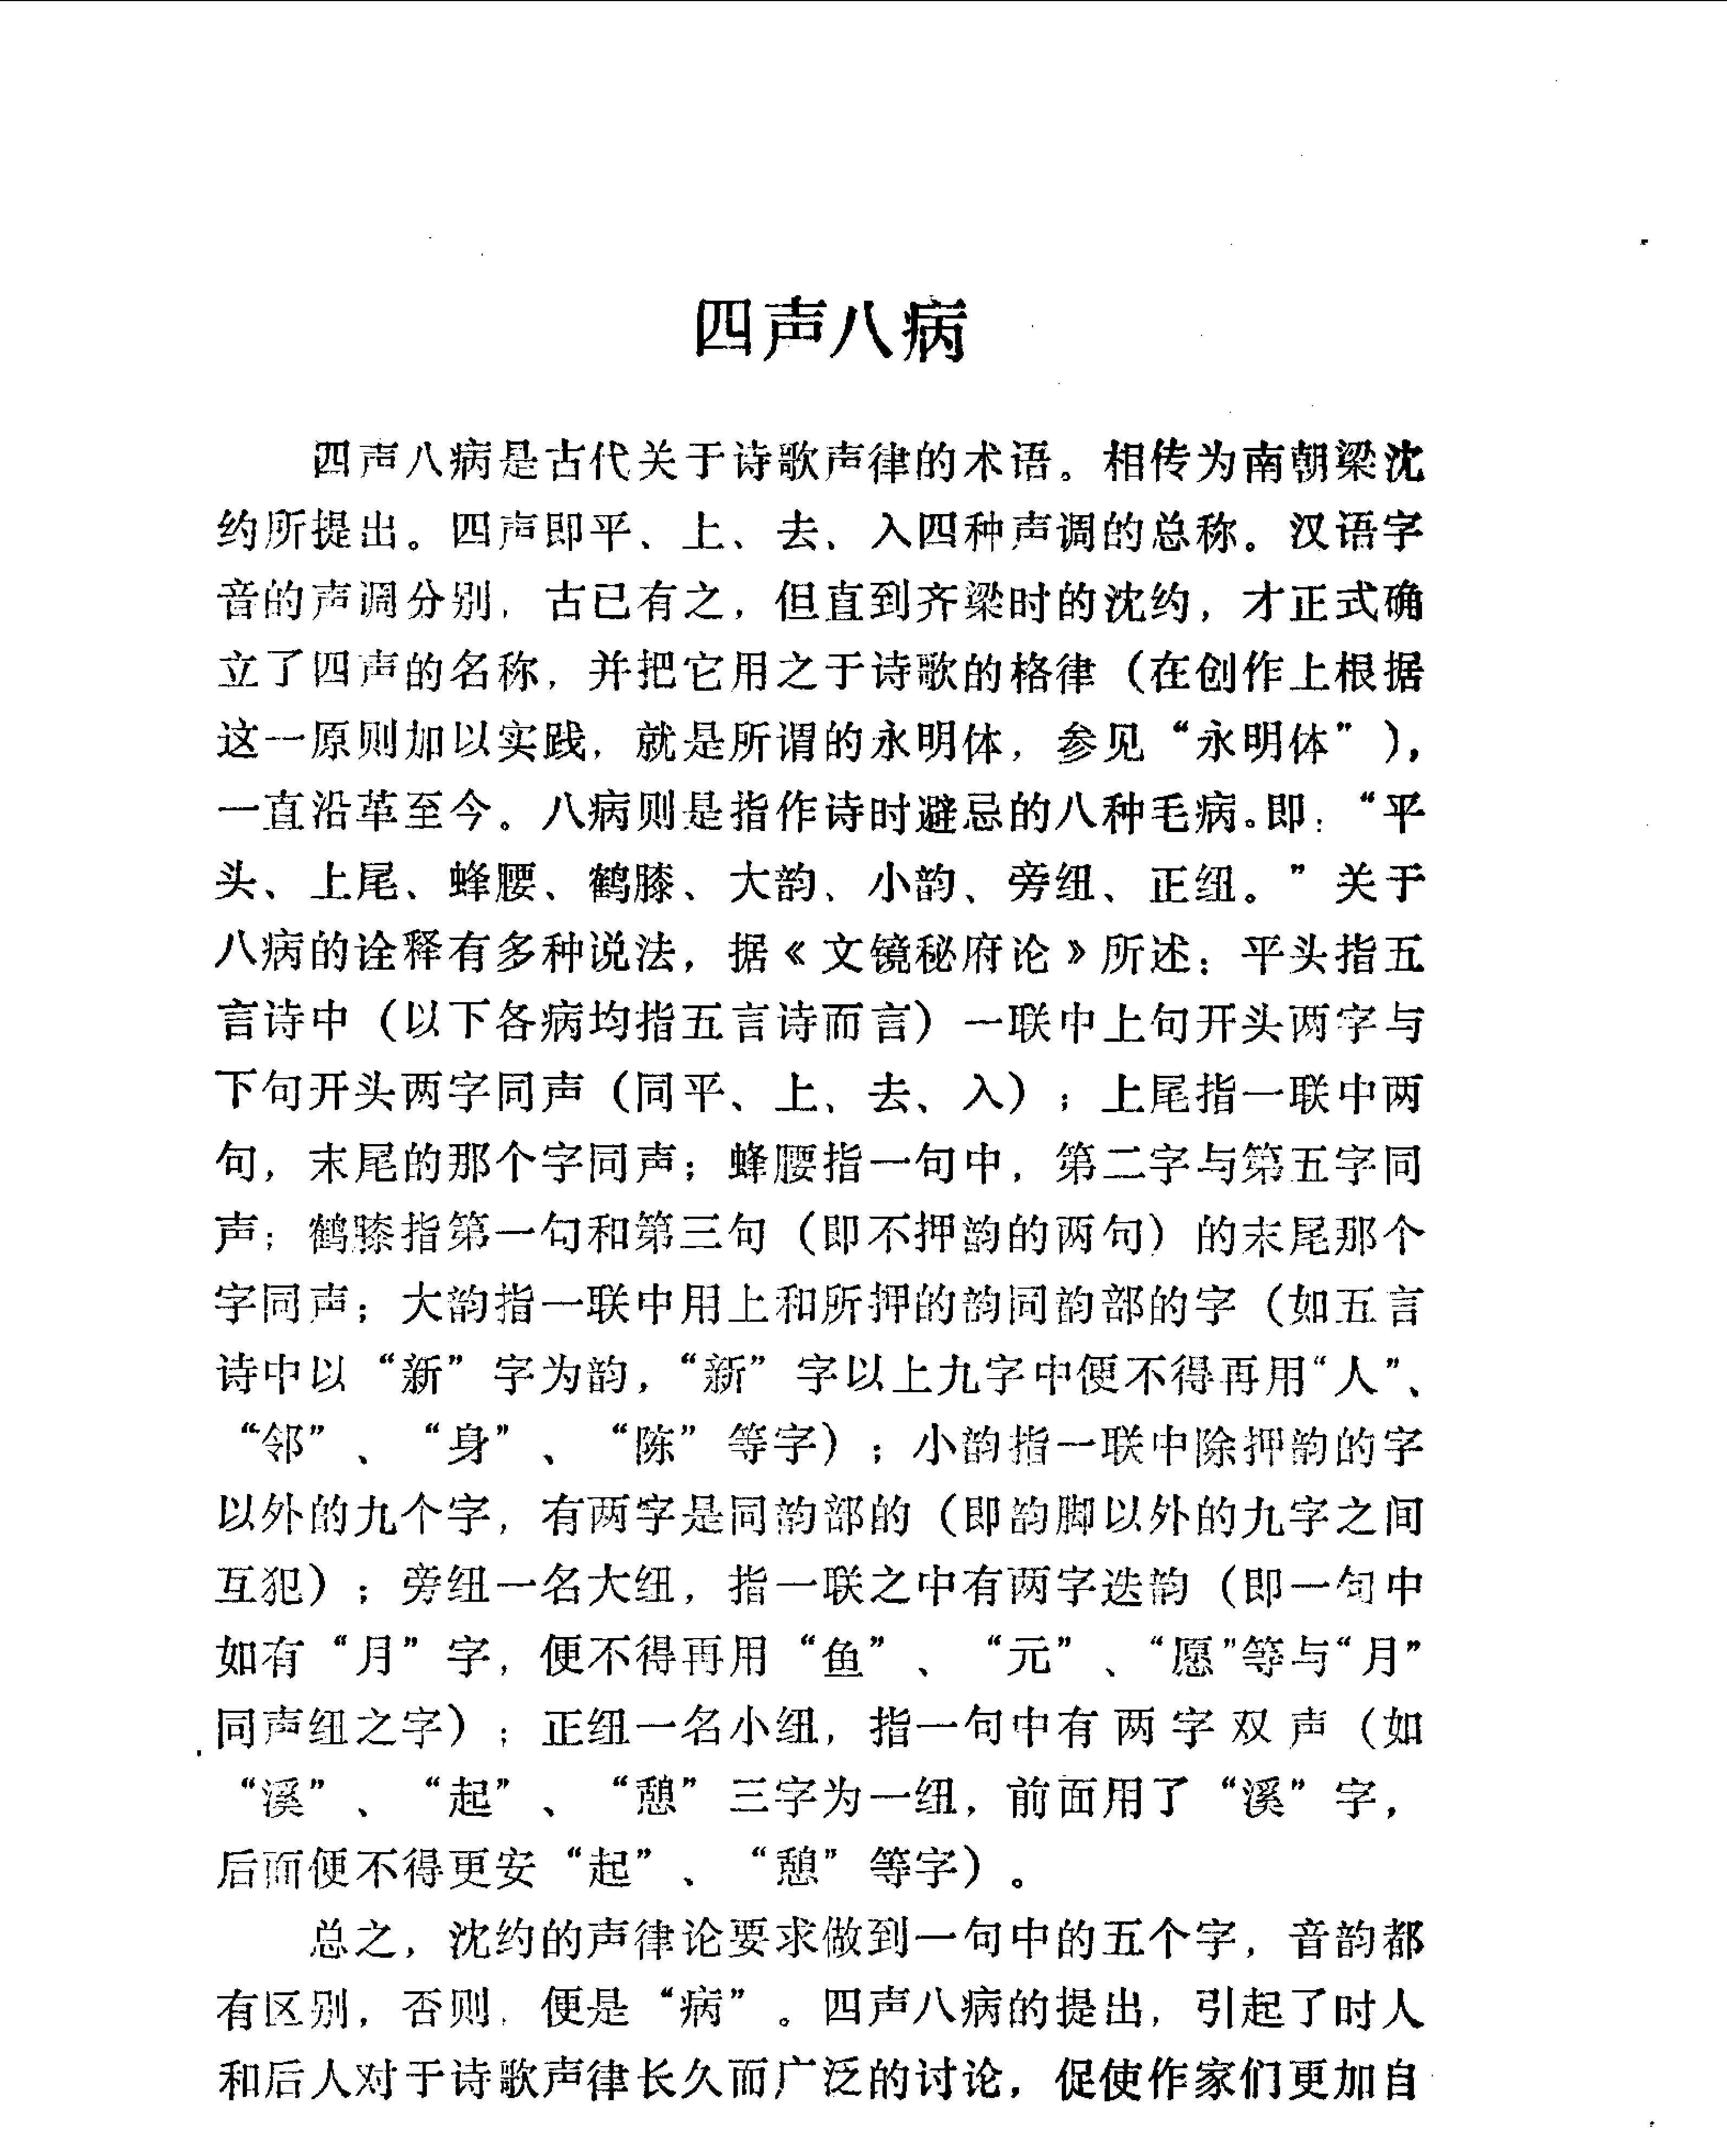 四声八病
四声八病是古代关于诗歌声律的术语。相传为南朝梁沈
约所提出。四声即平、上、去、入四种声调的总称。汉语字
音的声调分别，古已有之，但直到齐梁时的沈约，才正式确
立了四声的名称，并把它用之于诗歌的格律（在创作上根据
这一原则加以实践，就是所谓的永明体，参见“永明体”），
一直沿革至今。八病则是指作诗时避忌的八种毛病。即：“平
头、上尾、蜂腰、鹤膝、大韵、小韵、旁纽、正纽。”关于
八病的诠释有多种说法，据《文镜秘府论》所述：平头指五
言诗中（以下各病均指五言诗而言）一联中上句开头两字与
下句开头两字同声（同平、上、去、入）；上尾指一联中两
句，末尾的那个字同声；蜂腰指一句中，第二字与第五字同
声；鹤膝指第一句和第三句（即不押韵的两句）的末尾那个
字同声；大韵指一联中用上和所押的韵同韵部的字（如五言
诗中以“新”字为韵，“新”字以上九字中便不得再用“人”、
“邻”、“身”、“陈”等字）；小韵指一联中除押韵的字
以外的九个字，有两字是同韵部的（即韵脚以外的九字之间
互犯）；旁纽一名大纽，指一联之中有两字迭韵（即一句中
如有“月”字，便不得再用“鱼”、“元”、“愿”等与“月”
同声纽之字）；正纽一名小纽，指一句中有两字双声（如
“溪”、“起”、“憩”三字为一纽，前面用了“溪”字，
后面便不得更安“起”、“憩”等字）。
总之，沈约的声律论要求做到一句中的五个字，音韵都
有区别，否则，便是“病”。四声八病的提出，引起了时人
和后人对于诗歌声律长久而广泛的讨论，促使作家们更加自